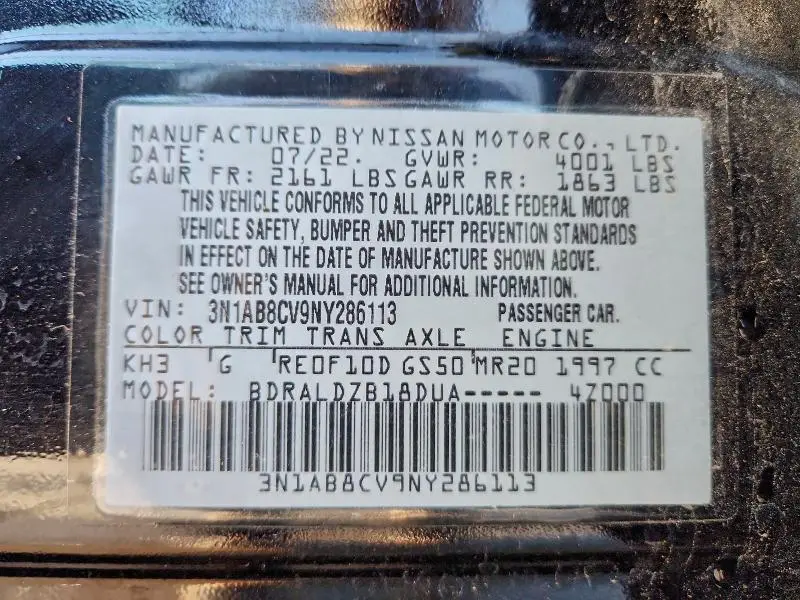 MANUFACTURED BY NISSAN MOTOR CO., LTD.
DATE: 07/22. GVWR: 4001 LBS
GAWR FR: 2161 LBS GAWR RR: 1863 LBS
THIS VEHICLE CONFORMS TO ALL APPLICABLE FEDERAL MOTOR
VEHICLE SAFETY, BUMPER AND THEFT PREVENTION STANDARDS
IN EFFECT ON THE DATE OF MANUFACTURE SHOWN ABOVE.
SEE OWNER'S MANUAL FOR ADDITIONAL INFORMATION.
VIN: 3N1AB8CV9NY286113 PASSENGER CAR.
COLOR TRIM TRANS AXLE ENGINE
KH3 G RE0F10D GS50 MR20 1997 CC
MODEL: BDRALDZB18DUA----- 4Z000
3N1AB8CV9NY286113